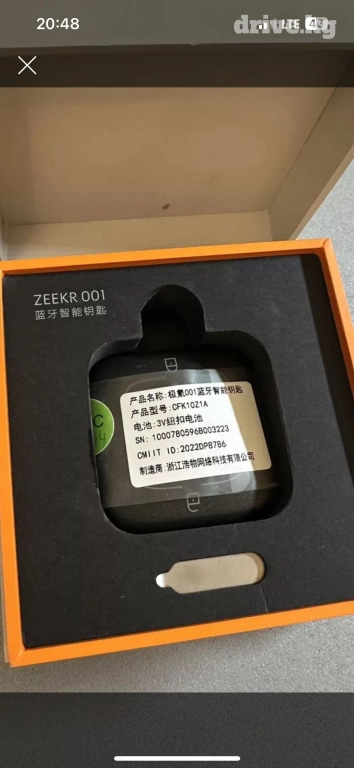 20:48
LTE
drive.kg
ZEEKR 001
蓝牙智能钥匙
产品名称:极氪001蓝牙智能钥匙
产品型号:CFK10Z1A
电池:3V纽扣电池
SN: 1000780596B003223
CMIIT ID:2022DP8786
制造商:浙江浩物网络科技有限公司
C